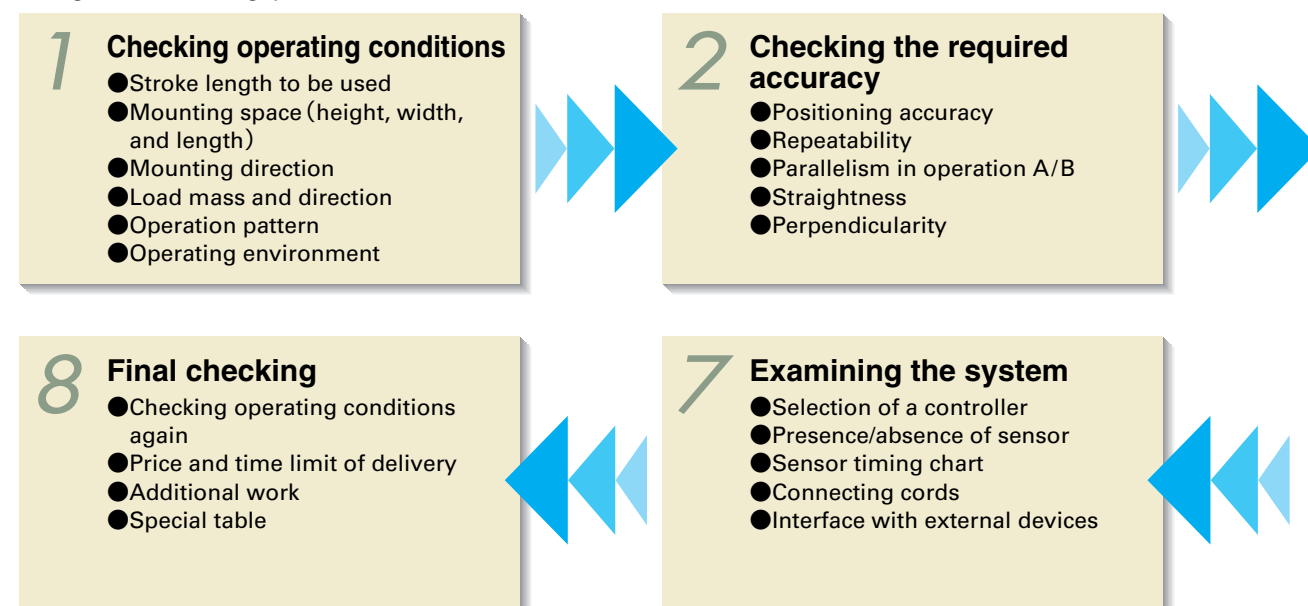 1 Checking operating conditions
●Stroke length to be used
●Mounting space（height, width,
and length）
●Mounting direction
●Load mass and direction
●Operation pattern
●Operating environment
2 Checking the required
accuracy
●Positioning accuracy
●Repeatability
●Parallelism in operation A/B
●Straightness
●Perpendicularity
8 Final checking
●Checking operating conditions
again
●Price and time limit of delivery
●Additional work
●Special table
7 Examining the system
●Selection of a controller
●Presence/absence of sensor
●Sensor timing chart
●Connecting cords
●Interface with external devices